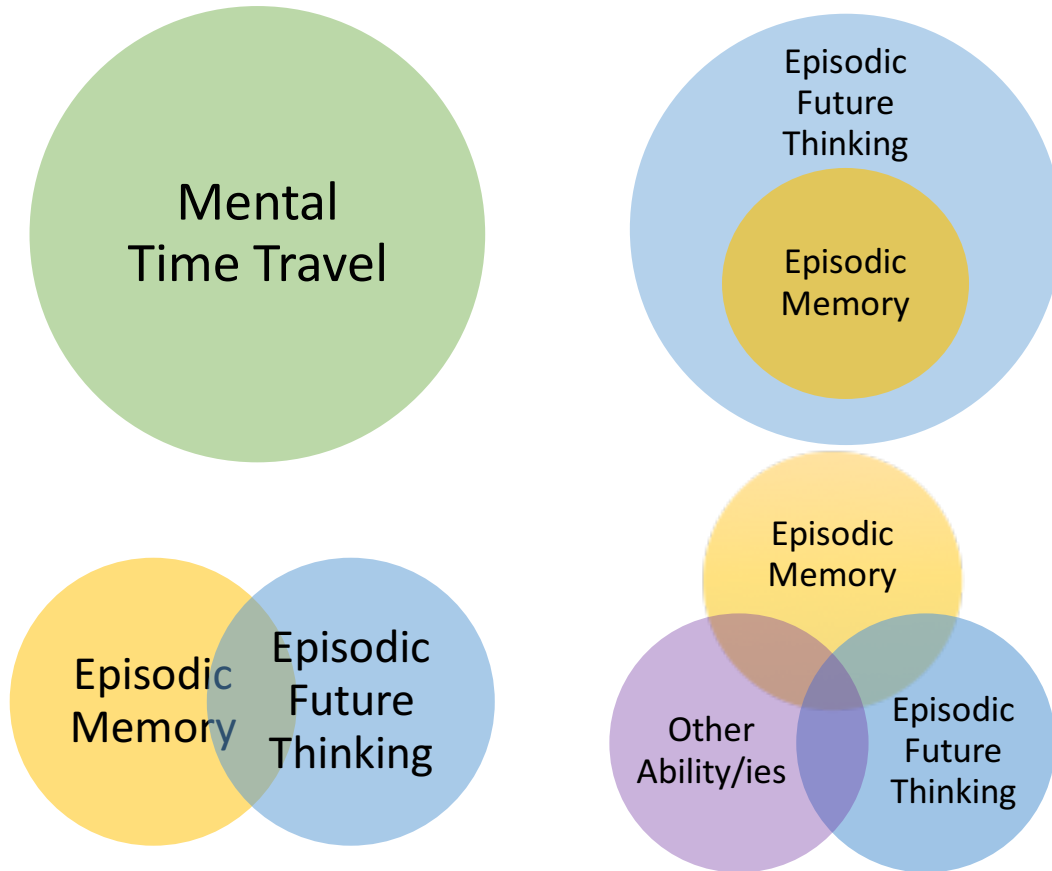 Mental
Time Travel
Episodic
Future
Thinking
Episodic
Memory
Episodic
Memory
Episodic
Future
Thinking
Episodic
Memory
Other
Ability/ies
Episodic
Future
Thinking